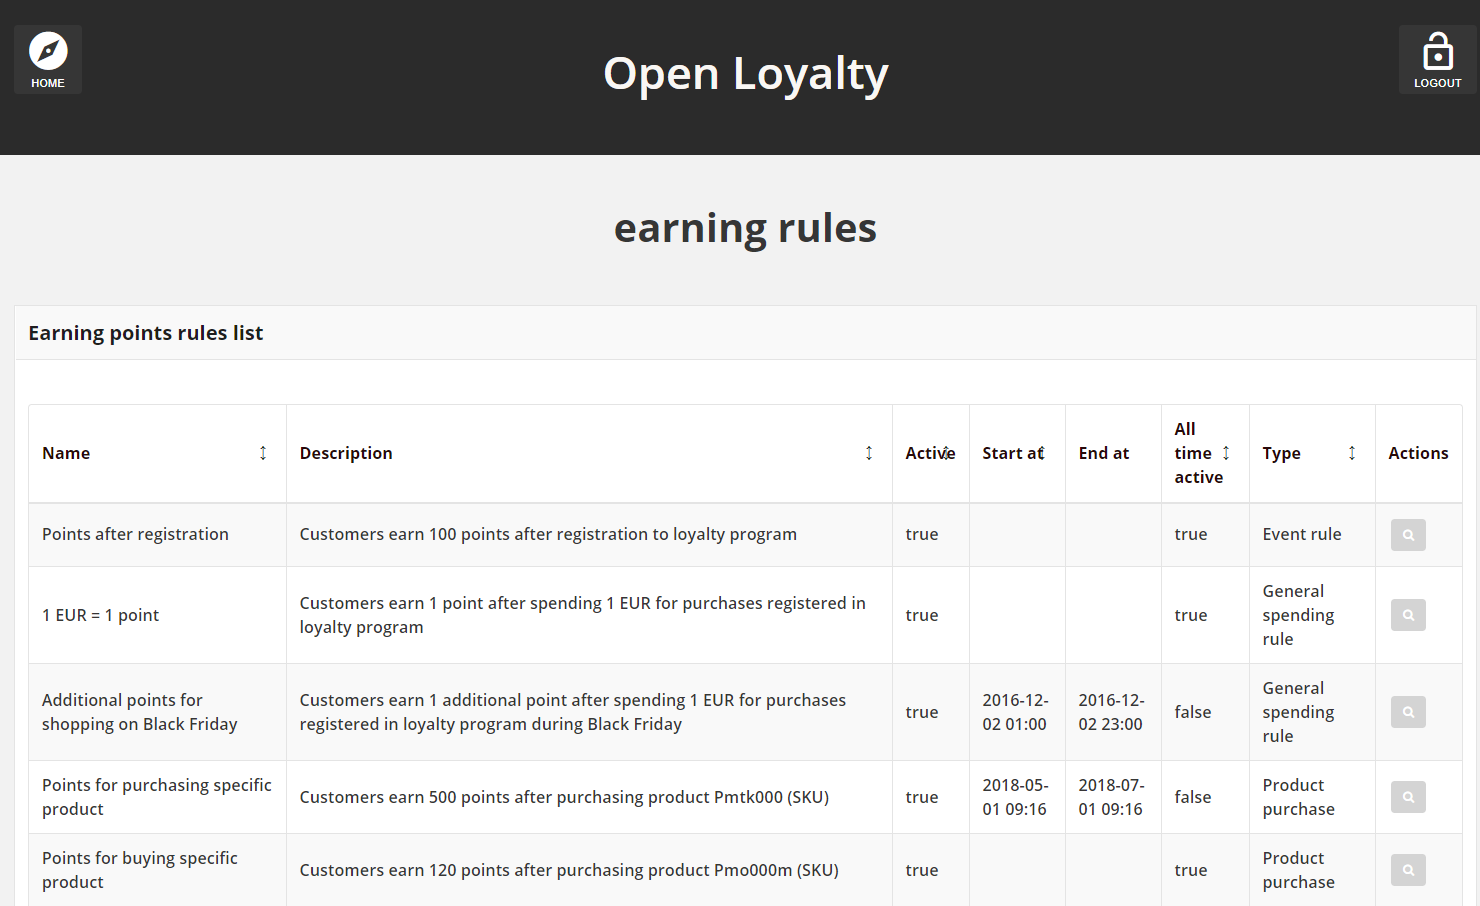 HOME
Open Loyalty
LOGOUT
earning rules
Earning points rules list
Name
Description
Active
Start at
End at
All
time
active
Type
Actions
Points after registration
Customers earn 100 points after registration to loyalty program
true
true
Event rule
1 EUR = 1 point
Customers earn 1 point after spending 1 EUR for purchases registered in
loyalty program
true
true
General
spending
rule
Additional points for
shopping on Black Friday
Customers earn 1 additional point after spending 1 EUR for purchases
registered in loyalty program during Black Friday
true
2016-12-
02 01:00
2016-12-
02 23:00
false
General
spending
rule
Points for purchasing specific
product
Customers earn 500 points after purchasing product Pmtk000 (SKU)
true
2018-05-
01 09:16
2018-07-
01 09:16
false
Product
purchase
Points for buying specific
product
Customers earn 120 points after purchasing product Pmo000m (SKU)
true
true
Product
purchase